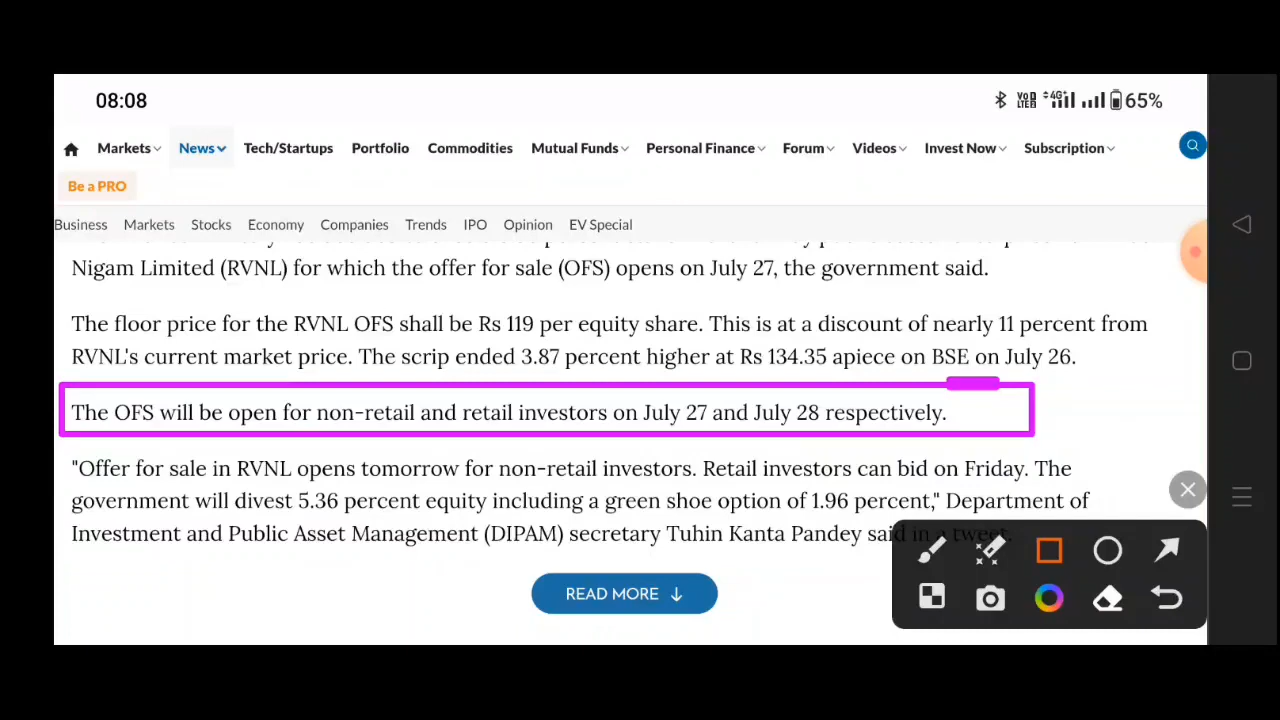 08:08
VoD LTE 4G+ 65%
Markets News Tech/Startups Portfolio Commodities Mutual Funds Personal Finance Forum Videos Invest Now Subscription
Be a PRO
Business Markets Stocks Economy Companies Trends IPO Opinion EV Special
Nigam Limited (RVNL) for which the offer for sale (OFS) opens on July 27, the government said.
The floor price for the RVNL OFS shall be Rs 119 per equity share. This is at a discount of nearly 11 percent from
RVNL's current market price. The scrip ended 3.87 percent higher at Rs 134.35 apiece on BSE on July 26.
The OFS will be open for non-retail and retail investors on July 27 and July 28 respectively.
"Offer for sale in RVNL opens tomorrow for non-retail investors. Retail investors can bid on Friday. The
government will divest 5.36 percent equity including a green shoe option of 1.96 percent," Department of
Investment and Public Asset Management (DIPAM) secretary Tuhin Kanta Pandey said in a tweet.
READ MORE ↓